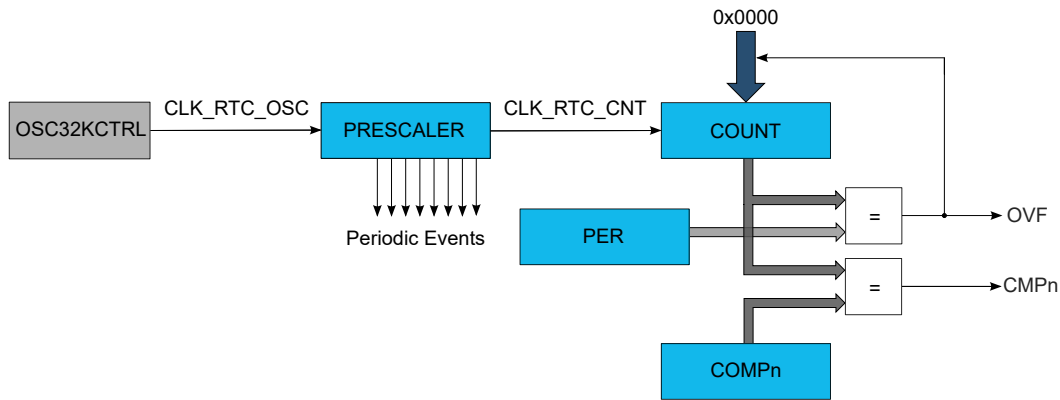 0x0000
CLK_RTC_OSC
CLK_RTC_CNT
OSC32KCTRL
PRESCALER
COUNT
Periodic Events
PER
=
OVF
=
CMPn
COMPn